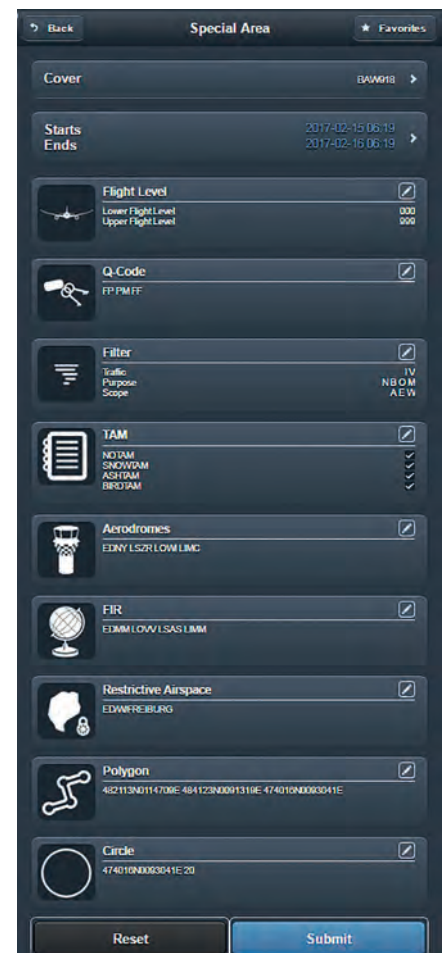 Back Special Area Favorites
Cover BAW918
Starts 2017-02-15 06:19
Ends 2017-02-16 06:19
Flight Level
Lower Flight Level 000
Upper Flight Level 999
Q-Code
FP PM FF
Filter
Traffic IV
Purpose NBOM
Scope AEW
TAM
NOTAM
SNOWTAM
ASHTAM
BIRDTAM
Aerodromes
EDNY LSZR LOWI LIMC
FIR
EDMM LOVV LSAS LIMM
Restrictive Airspace
EDWFREIBURG
Polygon
482113N0114709E 484123N0091319E 474016N0093041E
Circle
474016N0093041E 20
Reset Submit